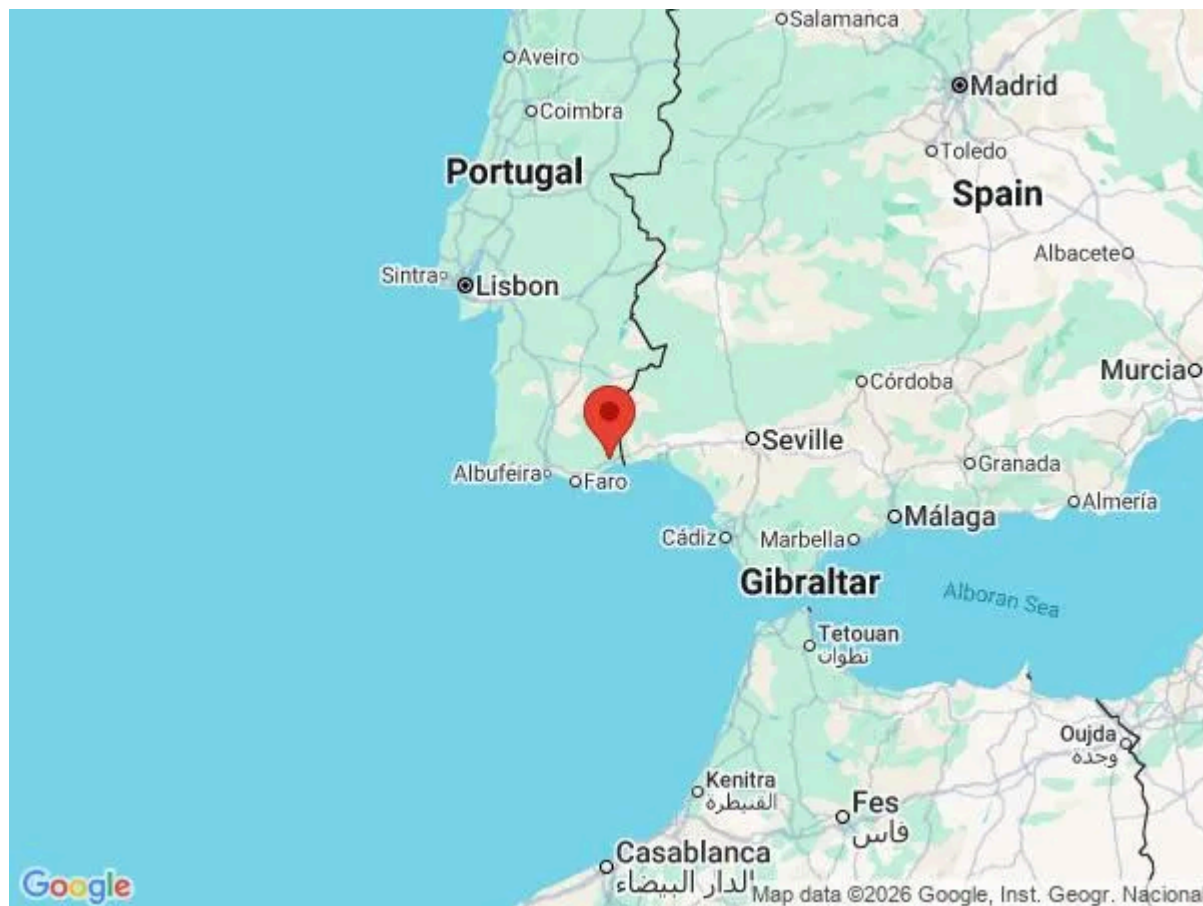 Salamanca
Aveiro
Madrid
Coimbra
Toledo
Portugal
Spain
Albacete
Sintra
Lisbon
Murcia
Córdoba
Seville
Granada
Albufeira
Faro
Almería
Málaga
Cádiz
Marbella
Gibraltar
Alboran Sea
Tetouan
تطوان
Oujda
وجدة
Kenitra
القنيطرة
Fes
فاس
Casablanca
الدار البيضاء
Google
Map data ©2026 Google, Inst. Geogr. Nacional